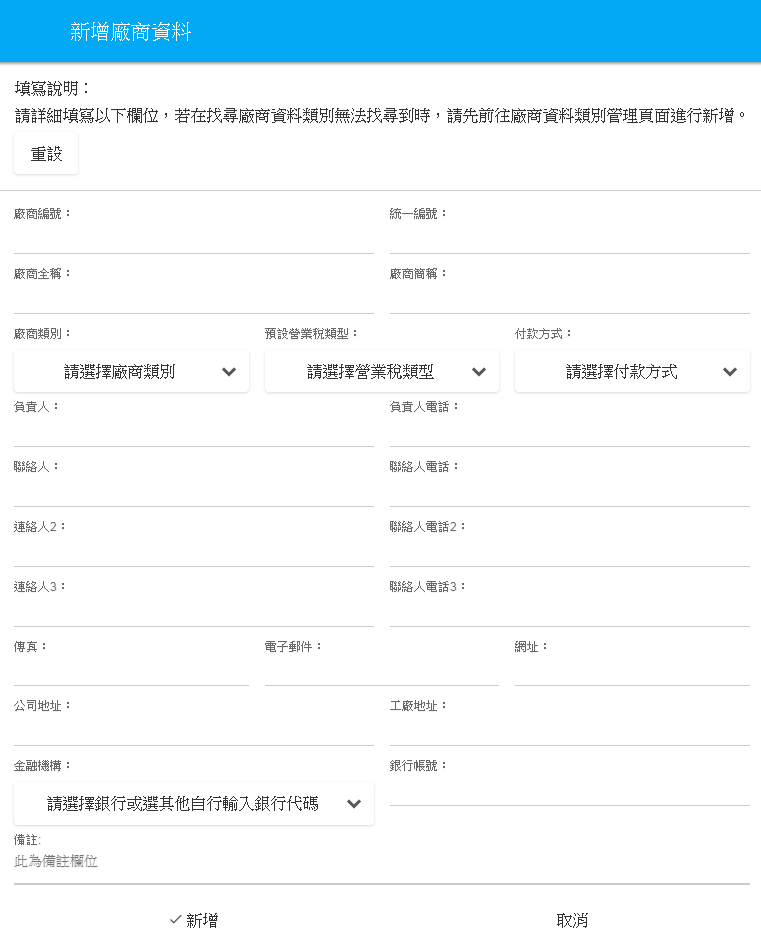 新增廠商資料
填寫說明：
請詳細填寫以下欄位，若在找尋廠商資料類別無法找尋到時，請先前往廠商資料類別管理頁面進行新增。
重設
廠商編號： 統一編號：
廠商全稱： 廠商簡稱：
廠商類別： 預設營業稅類型： 付款方式：
請選擇廠商類別 請選擇營業稅類型 請選擇付款方式
負責人： 負責人電話：
聯絡人： 聯絡人電話：
連絡人2： 聯絡人電話2：
連絡人3： 聯絡人電話3：
傳真： 電子郵件： 網址：
公司地址： 工廠地址：
金融機構： 銀行帳號：
請選擇銀行或選其他自行輸入銀行代碼
備註:
此為備註欄位
新增 取消